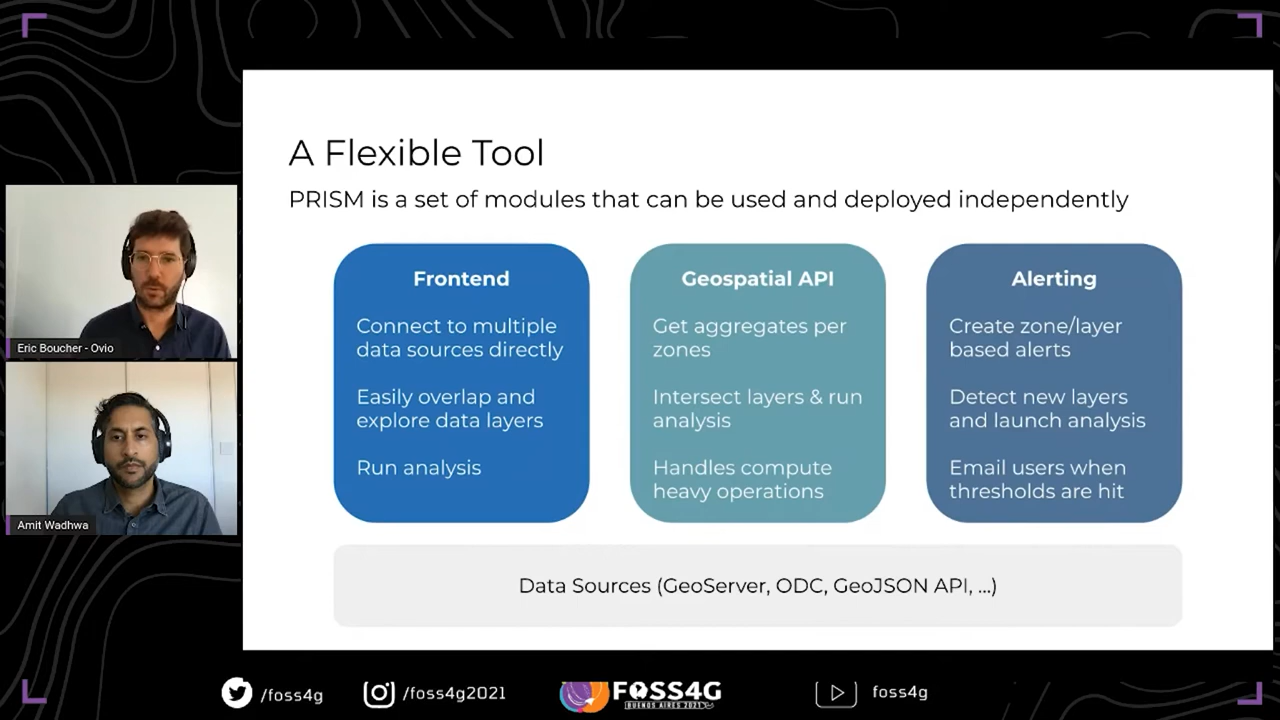 A Flexible Tool
PRISM is a set of modules that can be used and deployed independently
Eric Boucher - Ovio
Amit Wadhwa
Frontend
Connect to multiple
data sources directly
Easily overlap and
explore data layers
Run analysis
Geospatial API
Get aggregates per
zones
Intersect layers & run
analysis
Handles compute
heavy operations
Alerting
Create zone/layer
based alerts
Detect new layers
and launch analysis
Email users when
thresholds are hit
Data Sources (GeoServer, ODC, GeoJSON API, ...)
/foss4g
/foss4g2021
FOSS4G
BUENOS AIRES 2021
foss4g